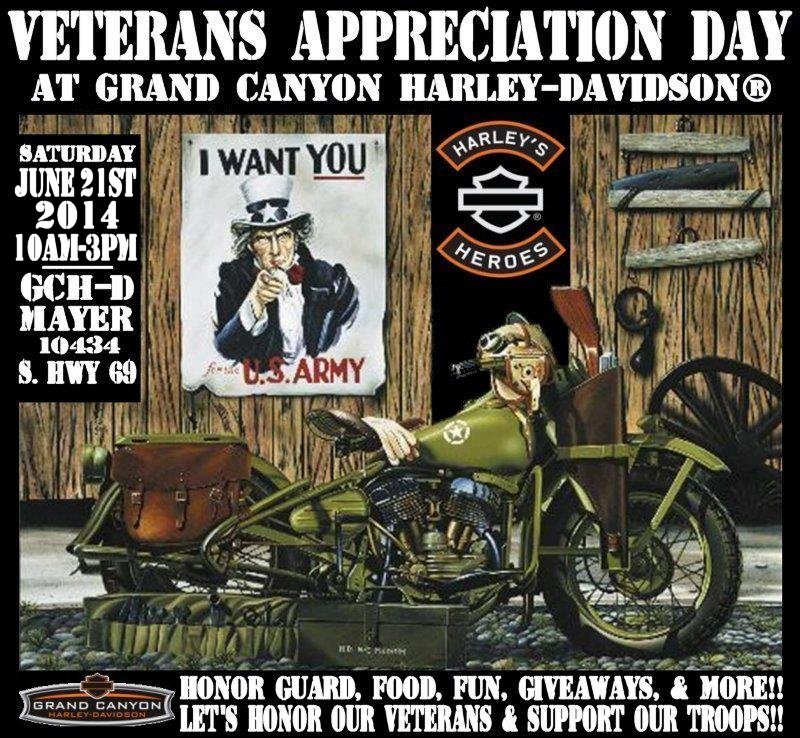 VETERANS APPRECIATION DAY
AT GRAND CANYON HARLEY-DAVIDSON®
SATURDAY
JUNE 21ST
2014
10AM-3PM
GCH-D
MAYER
10434
S. HWY 69
I WANT YOU
for the U.S. ARMY
HARLEY'S
®
HEROES
GRAND CANYON
HARLEY-DAVIDSON
HONOR GUARD, FOOD, FUN, GIVEAWAYS, & MORE!!
LET'S HONOR OUR VETERANS & SUPPORT OUR TROOPS!!